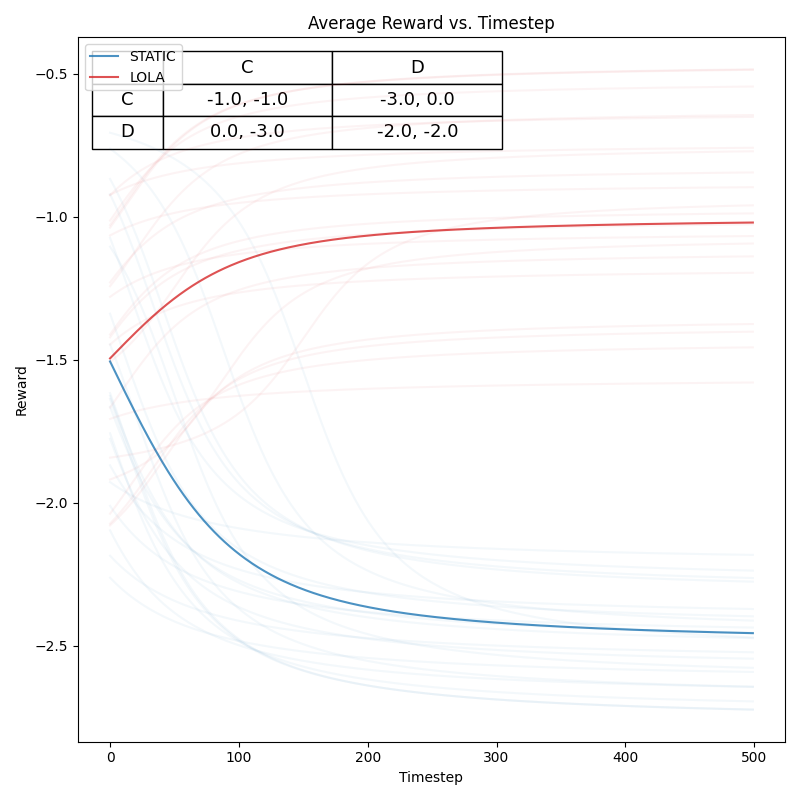 Average Reward vs. Timestep
STATIC
LOLA
C D
C -1.0, -1.0 -3.0, 0.0
D 0.0, -3.0 -2.0, -2.0
Reward
−0.5
−1.0
−1.5
−2.0
−2.5
0 100 200 300 400 500
Timestep